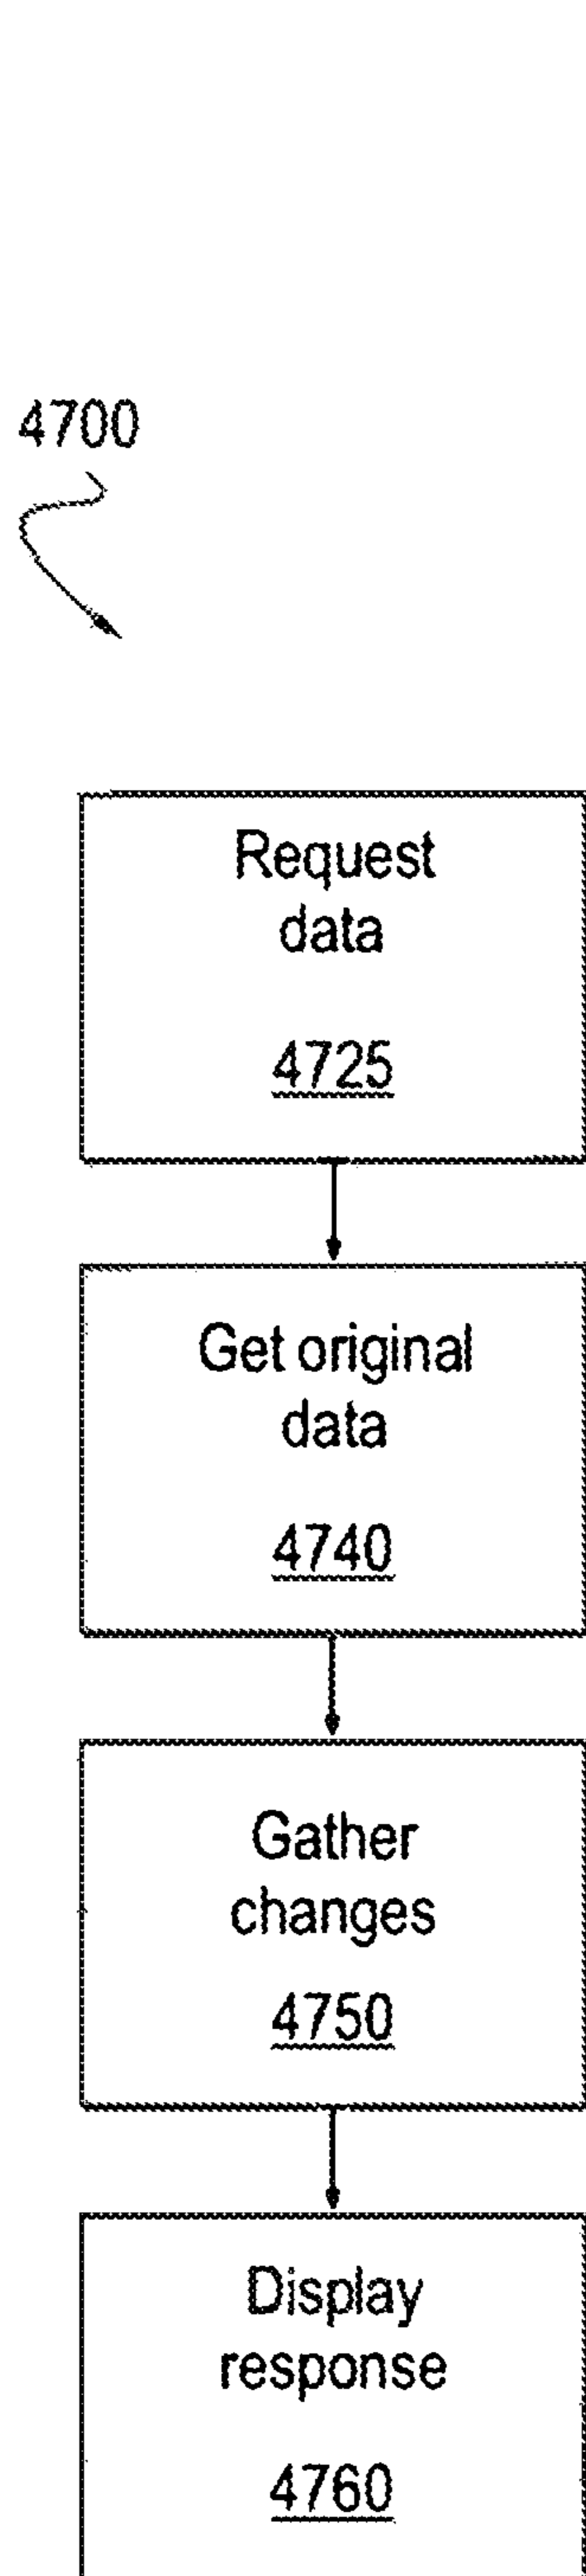 4700
Request
data
4725
Get original
data
4740
Gather
changes
4750
Display
response
4760